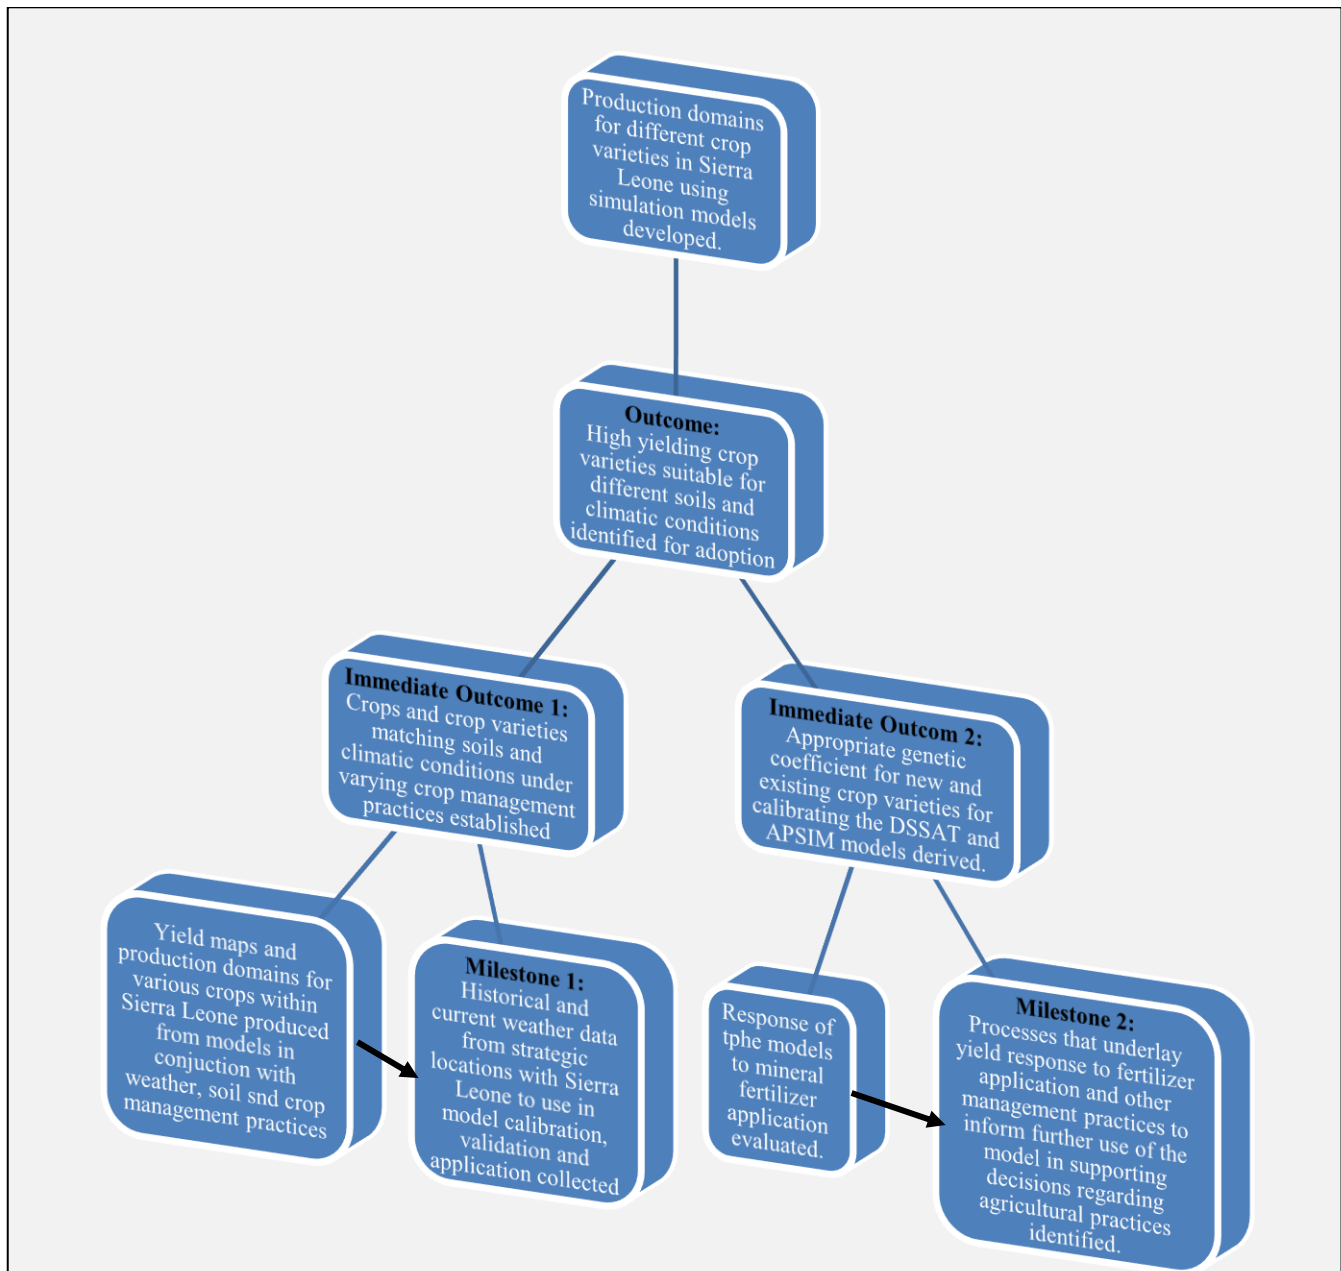 Production domains
for different crop
varieties in Sierra
Leone using
simulation models
developed.
Outcome:
High yielding crop
varieties suitable for
different soils and
climatic conditions
identified for adoption
Immediate Outcome 1:
Crops and crop varieties
matching soils and
climatic conditions under
varying crop management
practices established
Immediate Outcom 2:
Appropriate genetic
coefficient for new and
existing crop varieties for
calibrating the DSSAT and
APSIM models derived.
Yield maps and
production domains for
various crops within
Sierra Leone produced
from models in
conjuction with
weather, soil snd crop
management practices
Milestone 1:
Historical and
current weather data
from strategic
locations with Sierra
Leone to use in
model calibration,
validation and
application collected
Response of
tphe models
to mineral
fertilizer
application
evaluated.
Milestone 2:
Processes that underlay
yield response to fertilizer
application and other
management practices to
inform further use of the
model in supporting
decisions regarding
agricultural practices
identified.